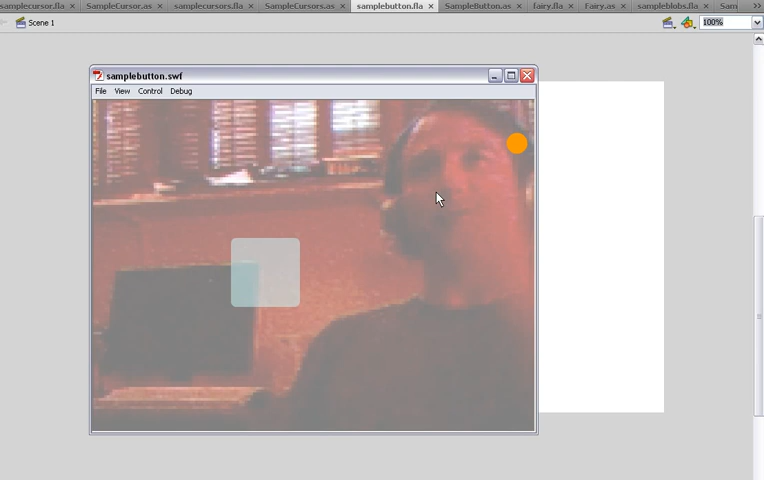 samplecursor.fla SampleCursor.as samplecursors.fla SampleCursors.as samplebutton.fla SampleButton.as fairy.fla Fairy.as sampleblobs.fla Sam
Scene 1 100%
samplebutton.swf
File View Control Debug